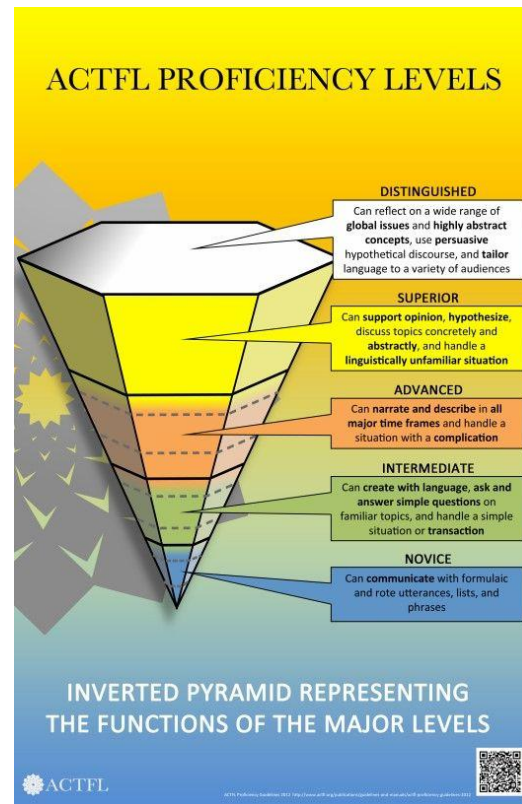 ACTFL PROFICIENCY LEVELS
DISTINGUISHED
Can reflect on a wide range of
global issues and highly abstract
concepts, use persuasive
hypothetical discourse, and tailor
language to a variety of audiences
SUPERIOR
Can support opinion, hypothesize,
discuss topics concretely and
abstractly, and handle a
linguistically unfamiliar situation
ADVANCED
Can narrate and describe in all
major time frames and handle a
situation with a complication
INTERMEDIATE
Can create with language, ask and
answer simple questions on
familiar topics, and handle a simple
situation or transaction
NOVICE
Can communicate with formulaic
and rote utterances, lists, and
phrases
INVERTED PYRAMID REPRESENTING
THE FUNCTIONS OF THE MAJOR LEVELS
ACTFL